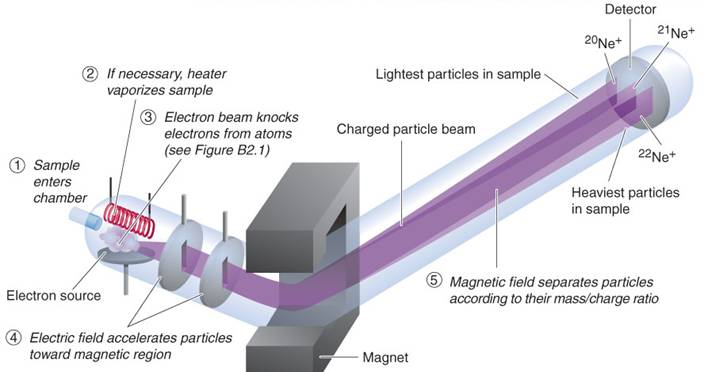 Detector
²¹Ne⁺
²⁰Ne⁺
② If necessary, heater
vaporizes sample
Lightest particles in sample
③ Electron beam knocks
electrons from atoms
(see Figure B2.1)
Charged particle beam
① Sample
enters
chamber
²²Ne⁺
Heaviest particles
in sample
⑤ Magnetic field separates particles
according to their mass/charge ratio
Electron source
④ Electric field accelerates particles
toward magnetic region
Magnet